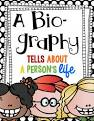 A Bio-
graphy
TELLS ABOUT
A PERSON'S life